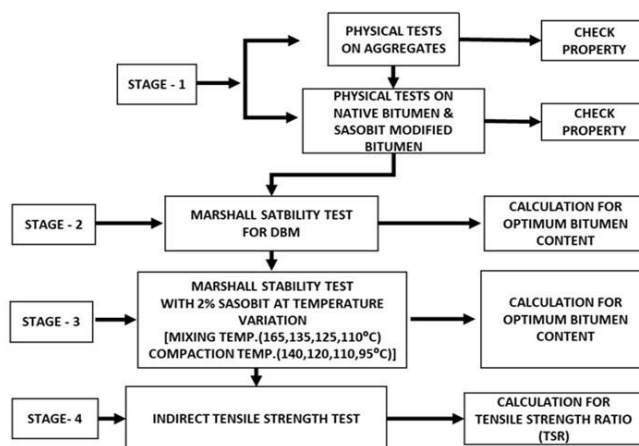 PHYSICAL TESTS
ON AGGREGATES
CHECK
PROPERTY
STAGE - 1
PHYSICAL TESTS ON
NATIVE BITUMEN &
SASOBIT MODIFIED
BITUMEN
CHECK
PROPERTY
STAGE - 2
MARSHALL SATBILITY TEST
FOR DBM
CALCULATION FOR
OPTIMUM BITUMEN
CONTENT
STAGE - 3
MARSHALL STABILITY TEST
WITH 2% SASOBIT AT TEMPERATURE
VARIATION
[MIXING TEMP.(165,135,125,110⁰C)
COMPACTION TEMP.(140,120,110,95⁰C)]
CALCULATION FOR
OPTIMUM BITUMEN
CONTENT
STAGE- 4
INDIRECT TENSILE STRENGTH TEST
CALCULATION FOR
TENSILE STRENGTH RATIO
(TSR)